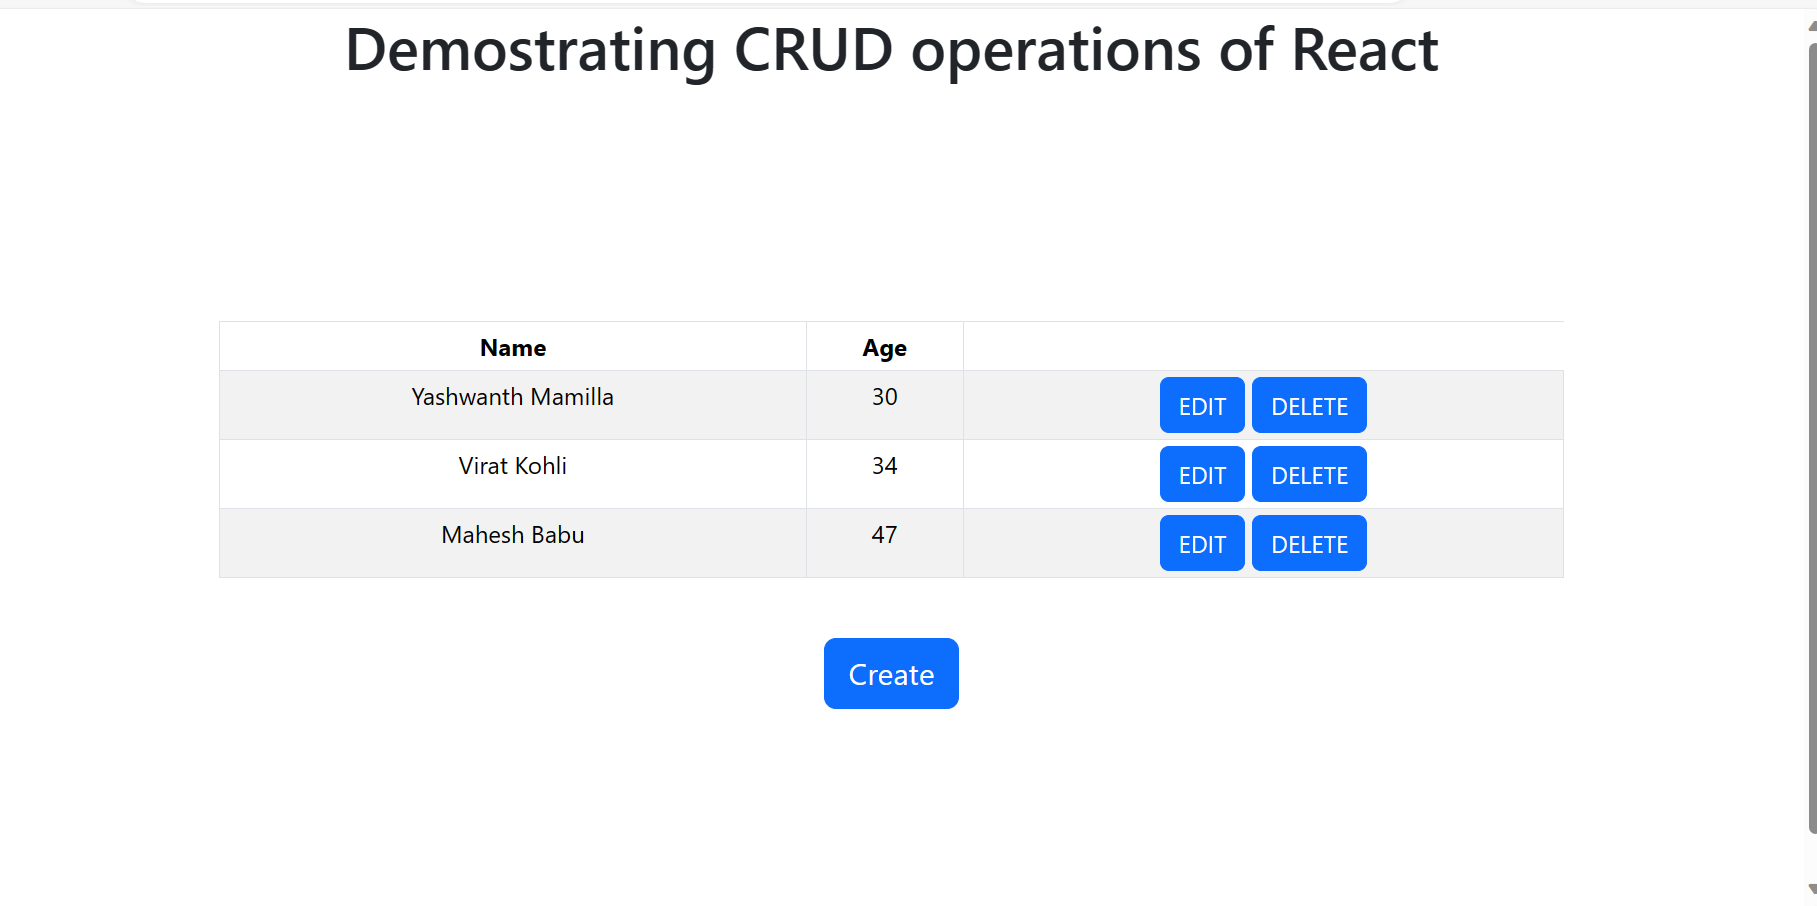 Demostrating CRUD operations of React
Name Age
Yashwanth Mamilla 30 EDIT DELETE
Virat Kohli 34 EDIT DELETE
Mahesh Babu 47 EDIT DELETE
Create